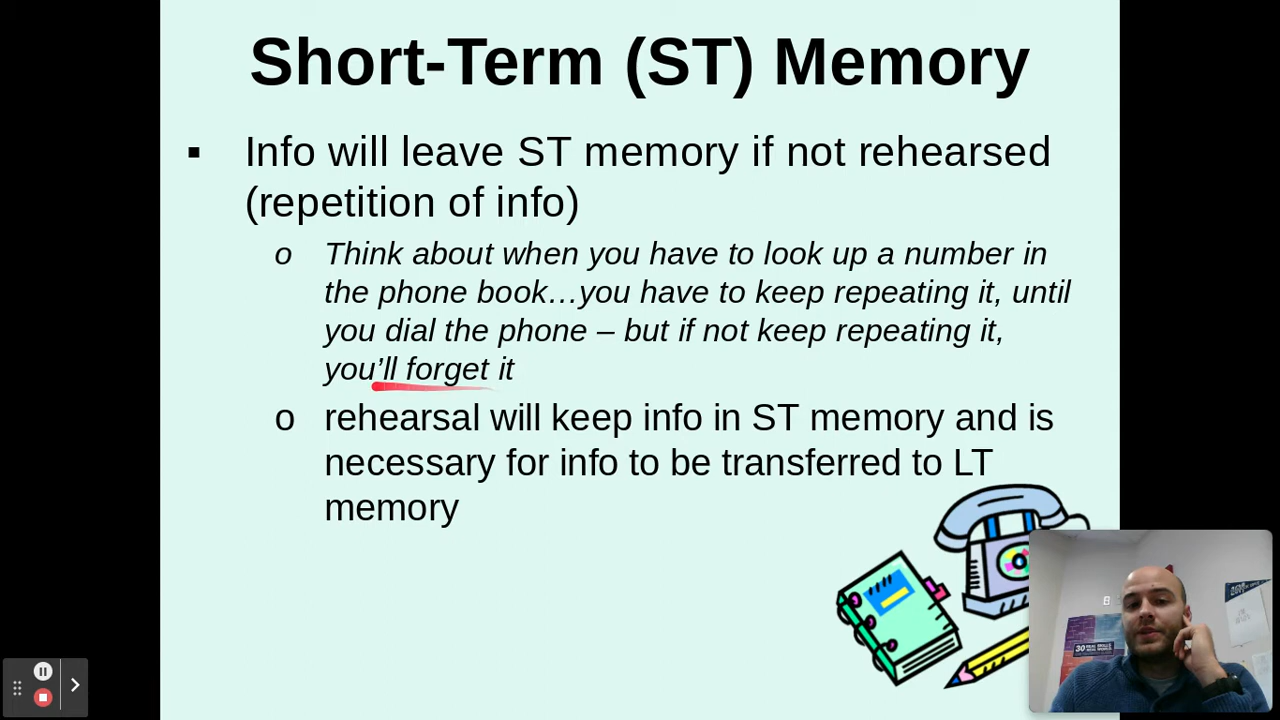 Short-Term (ST) Memory
▪ Info will leave ST memory if not rehearsed
(repetition of info)
o Think about when you have to look up a number in
the phone book…you have to keep repeating it, until
you dial the phone – but if not keep repeating it,
you’ll forget it
o rehearsal will keep info in ST memory and is
necessary for info to be transferred to LT
memory